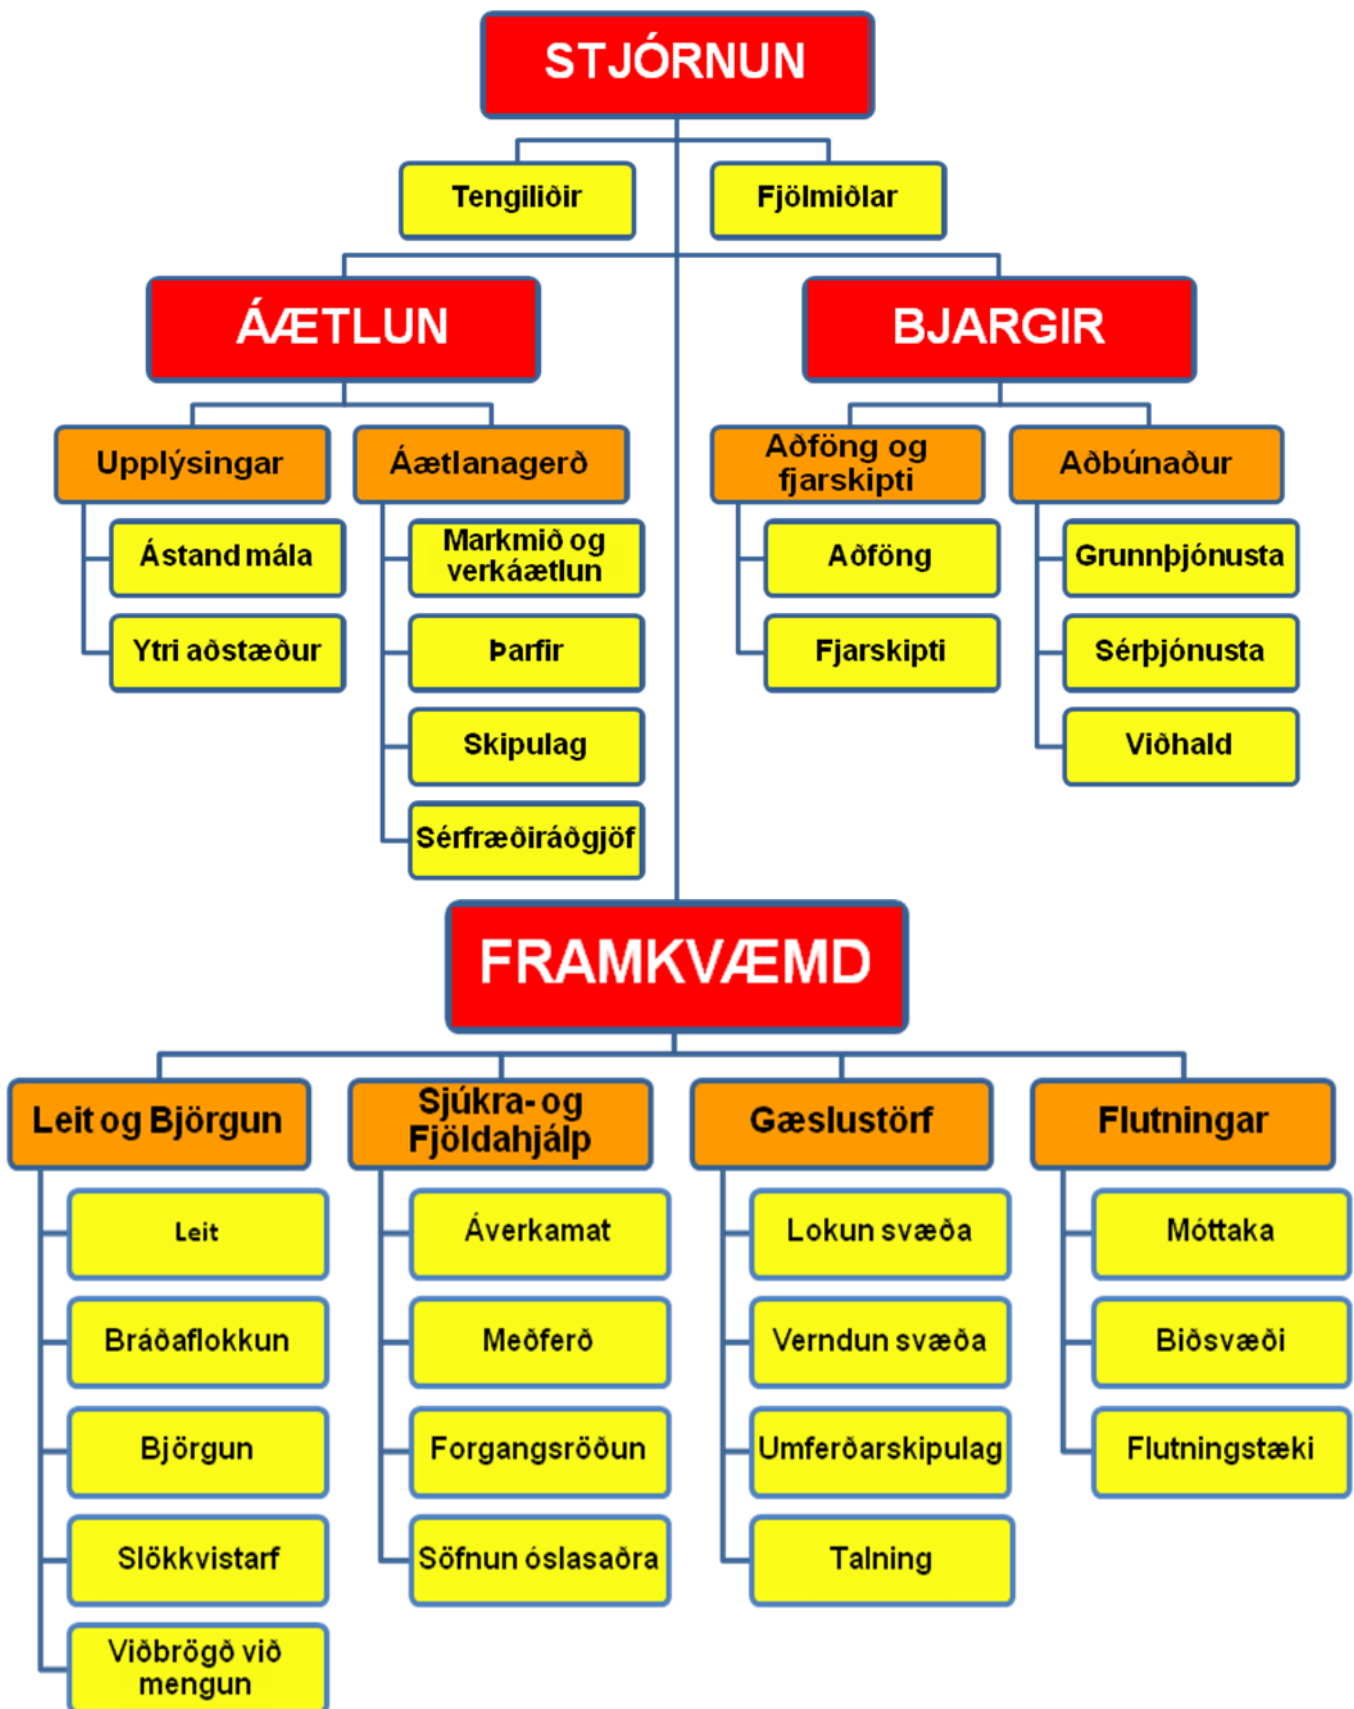 STJÓRNUN
Tengiliðir
Fjölmiðlar
ÁÆTLUN
BJARGIR
Upplýsingar
Ástand mála
Ytri aðstæður
Áætlanagerð
Markmið og
verkáætlun
Þarfir
Skipulag
Sérfræðiráðgjöf
Aðföng og
fjarskipti
Aðföng
Fjarskipti
Aðbúnaður
Grunnþjónusta
Sérþjónusta
Viðhald
FRAMKVÆMD
Leit og Björgun
Leit
Bráðaflokkun
Björgun
Slökkvistarf
Viðbrögð við
mengun
Sjúkra- og
Fjöldahjálp
Áverkamat
Meðferð
Forgangsröðun
Söfnun óslasaðra
Gæslustörf
Lokun svæða
Verndun svæða
Umferðarskipulag
Talning
Flutningar
Móttaka
Biðsvæði
Flutningstæki